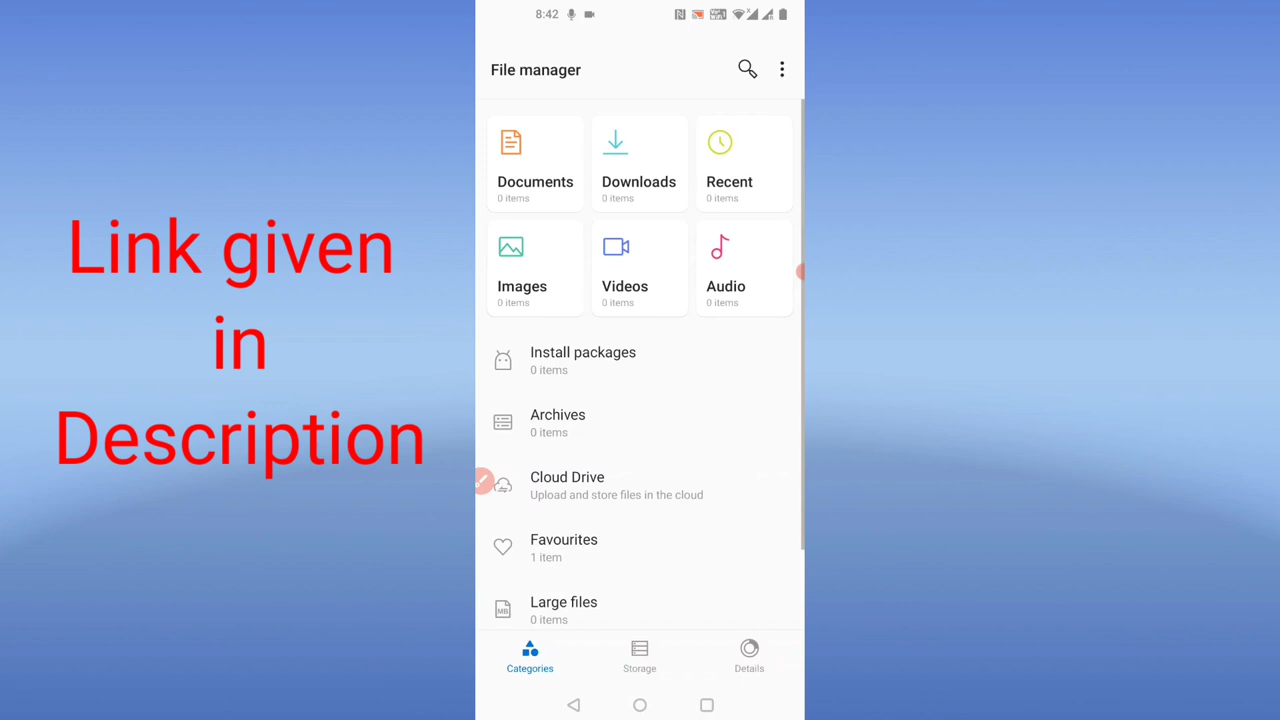 8:42
File manager
Documents
0 items
Downloads
0 items
Recent
0 items
Images
0 items
Videos
0 items
Audio
0 items
Install packages
0 items
Archives
0 items
Cloud Drive
Upload and store files in the cloud
Favourites
1 item
MB
Large files
0 items
Categories
Storage
Details
Link given
in
Description